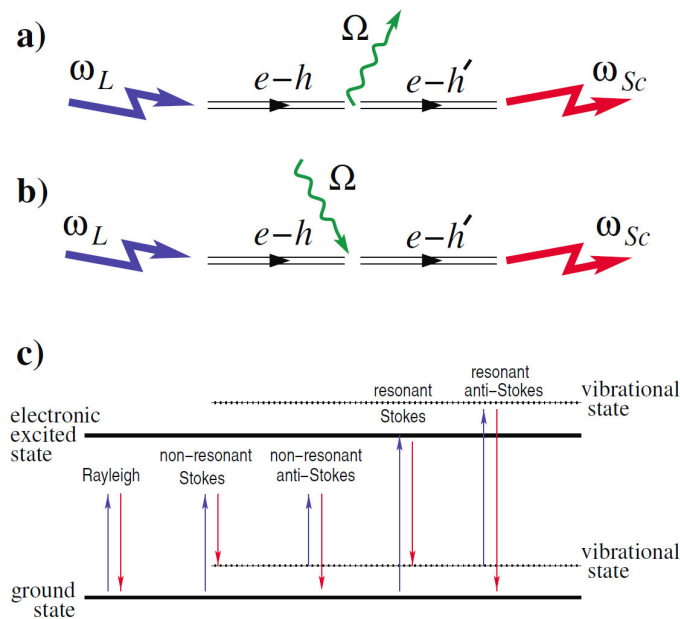 a)
Ω
ω_L
e−h
e−h′
ω_Sc
b)
Ω
ω_L
e−h
e−h′
ω_Sc
c)
resonant
Stokes
resonant
anti−Stokes
vibrational
state
electronic
excited
state
Rayleigh
non−resonant
Stokes
non−resonant
anti−Stokes
vibrational
state
ground
state